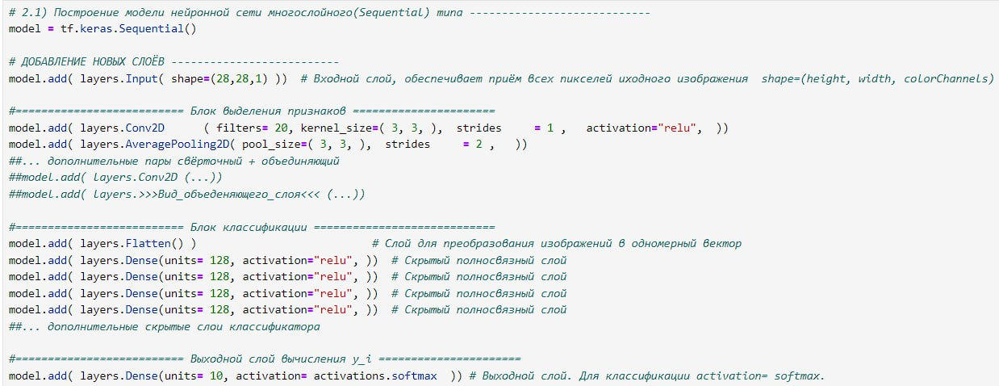 # 2.1) Построение модели нейронной сети многослойного(Sequential) типа ----------------------------
model = tf.keras.Sequential()
# ДОБАВЛЕНИЕ НОВЫХ СЛОЁВ --------------------------
model.add( layers.Input( shape=(28,28,1) ))  # Входной слой, обеспечивает приём всех пикселей иходного изображения  shape=(height, width, colorChannels)
#========================== Блок выделения признаков ======================
model.add( layers.Conv2D      ( filters= 20, kernel_size=( 3, 3, ),  strides     = 1 ,   activation="relu",  ))
model.add( layers.AveragePooling2D( pool_size=( 3, 3, ),  strides     = 2 ,   ))
##... дополнительные пары свёрточный + объединяющий
##model.add( layers.Conv2D (...))
##model.add( layers.>>>Вид_объеденяющего_слоя<<< (...))
#========================== Блок классификации ============================
model.add( layers.Flatten() )                           # Слой для преобразования изображений в одномерный вектор
model.add( layers.Dense(units= 128, activation="relu", ))  # Скрытый полносвязный слой
model.add( layers.Dense(units= 128, activation="relu", ))  # Скрытый полносвязный слой
model.add( layers.Dense(units= 128, activation="relu", ))  # Скрытый полносвязный слой
model.add( layers.Dense(units= 128, activation="relu", ))  # Скрытый полносвязный слой
##... дополнительные скрытые слои классификатора
#========================== Выходной слой вычисления y_i ======================
model.add( layers.Dense(units= 10, activation= activations.softmax  )) # Выходной слой. Для классификации activation= softmax.